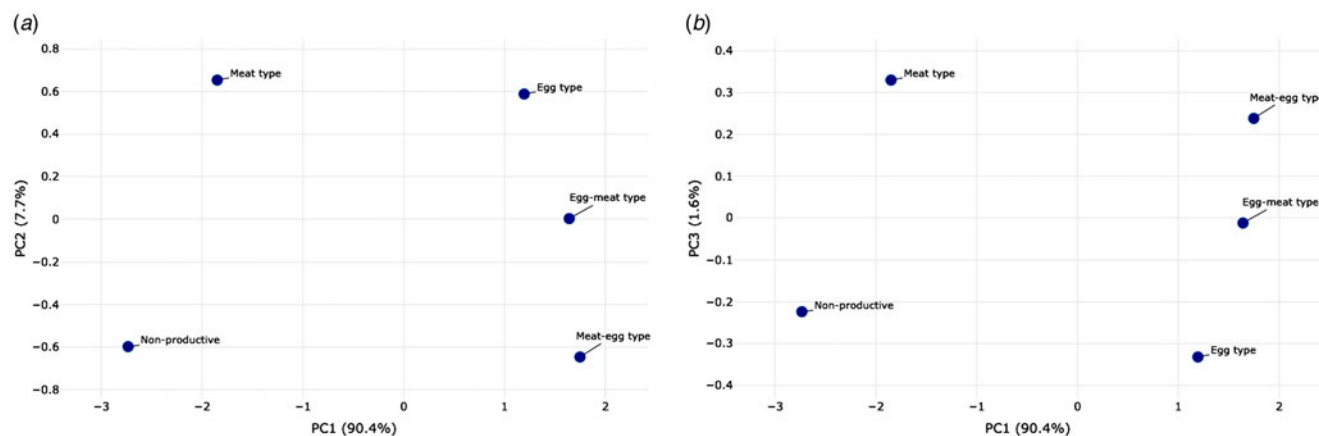 (a)
0.8
0.6
0.4
0.2
0
−0.2
−0.4
−0.6
−0.8
PC2 (7.7%)
Meat type
Egg type
Egg-meat type
Meat-egg type
Non-productive
−3
−2
−1
0
1
2
PC1 (90.4%)
(b)
0.4
0.3
0.2
0.1
0
−0.1
−0.2
−0.3
−0.4
PC3 (1.6%)
Meat type
Meat-egg type
Egg-meat type
Non-productive
Egg type
−3
−2
−1
0
1
2
PC1 (90.4%)